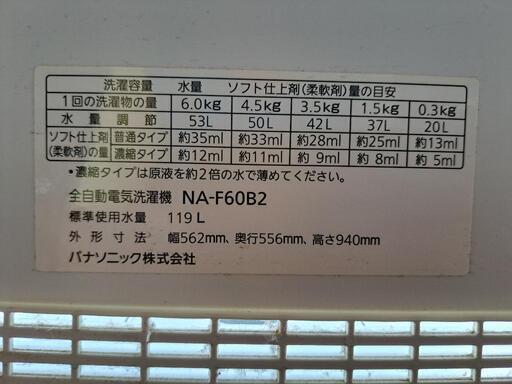 洗濯容量 水量 ソフト仕上剤(柔軟剤)量の目安
1回の洗濯物の量 6.0kg 4.5kg 3.5kg 1.5kg 0.3kg
水量調節 53L 50L 42L 37L 20L
ソフト仕上剤 普通タイプ 約35ml 約33ml 約28ml 約25ml 約13ml
(柔軟剤)の量 濃縮タイプ 約12ml 約11ml 約9ml 約8ml 約5ml
•濃縮タイプは原液を約2倍の水で薄めてください。
全自動電気洗濯機 NA-F60B2
標準使用水量 119L
外形寸法 幅562mm、奥行556mm、高さ940mm
パナソニック株式会社